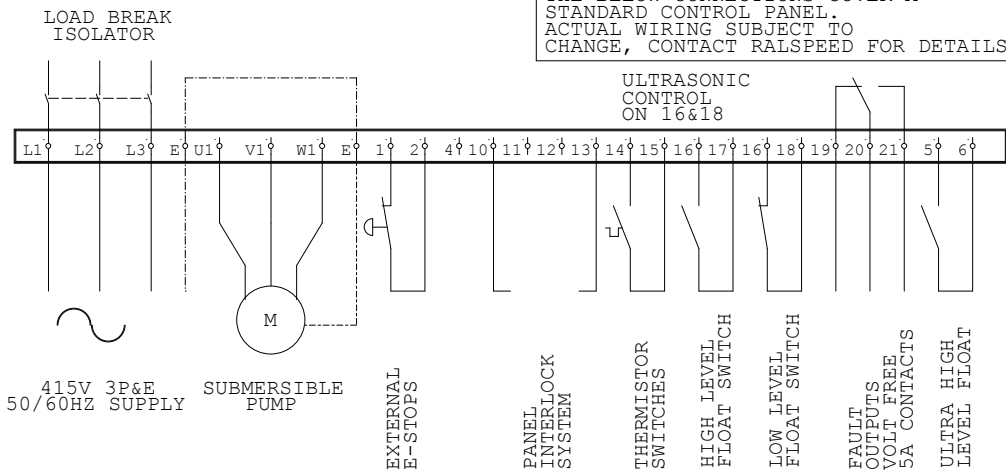 STANDARD CONTROL PANEL.
ACTUAL WIRING SUBJECT TO
CHANGE, CONTACT RALSPEED FOR DETAILS
LOAD BREAK
ISOLATOR
ULTRASONIC
CONTROL
ON 16&18
L1 L2 L3 E U1 V1 W1 E 1 2 4 10 11 12 13 14 15 16 17 16 18 19 20 21 5 6
M
415V 3P&E
50/60HZ SUPPLY
SUBMERSIBLE
PUMP
EXTERNAL
E-STOPS
PANEL
INTERLOCK
SYSTEM
THERMISTOR
SWITCHES
HIGH LEVEL
FLOAT SWITCH
LOW LEVEL
FLOAT SWITCH
FAULT
OUTPUTS
VOLT FREE
5A CONTACTS
ULTRA HIGH
LEVEL FLOAT